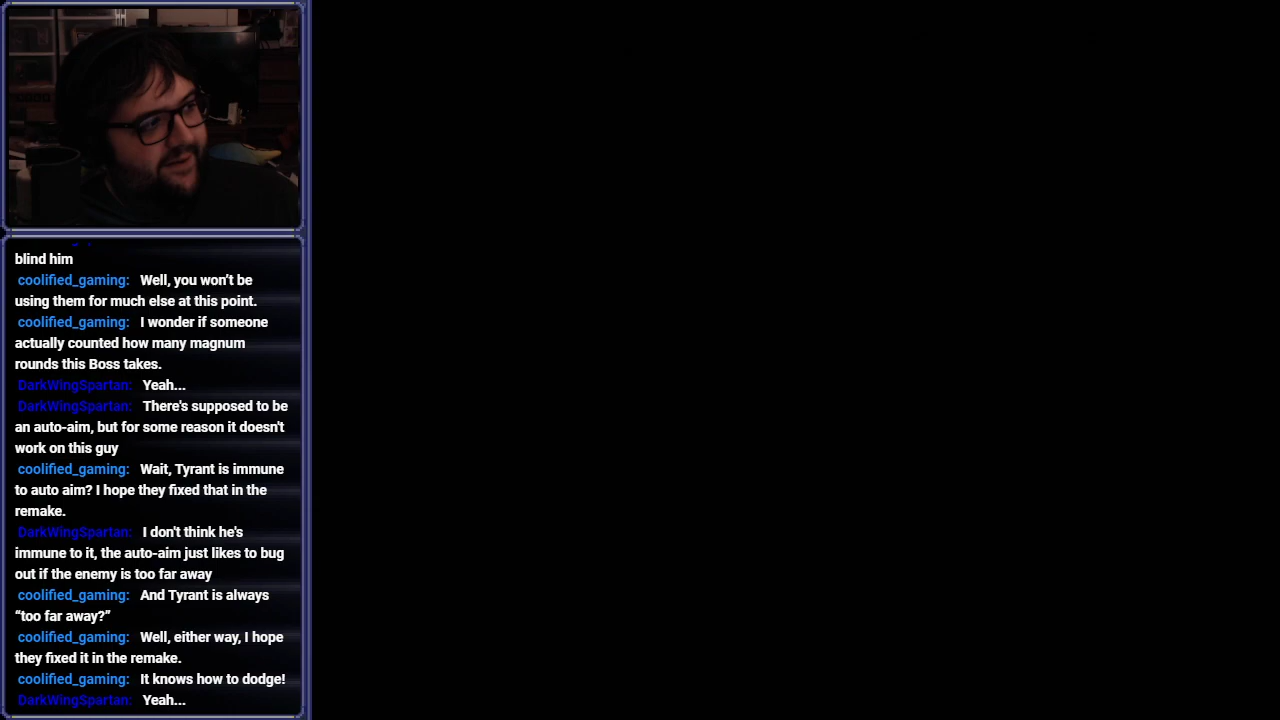 blind him
coolified_gaming: Well, you won't be
using them for much else at this point.
coolified_gaming: I wonder if someone
actually counted how many magnum
rounds this Boss takes.
DarkWingSpartan: Yeah...
DarkWingSpartan: There's supposed to be
an auto-aim, but for some reason it doesn't
work on this guy
coolified_gaming: Wait, Tyrant is immune
to auto aim? I hope they fixed that in the
remake.
DarkWingSpartan: I don't think he's
immune to it, the auto-aim just likes to bug
out if the enemy is too far away
coolified_gaming: And Tyrant is always
“too far away?”
coolified_gaming: Well, either way, I hope
they fixed it in the remake.
coolified_gaming: It knows how to dodge!
DarkWingSpartan: Yeah...